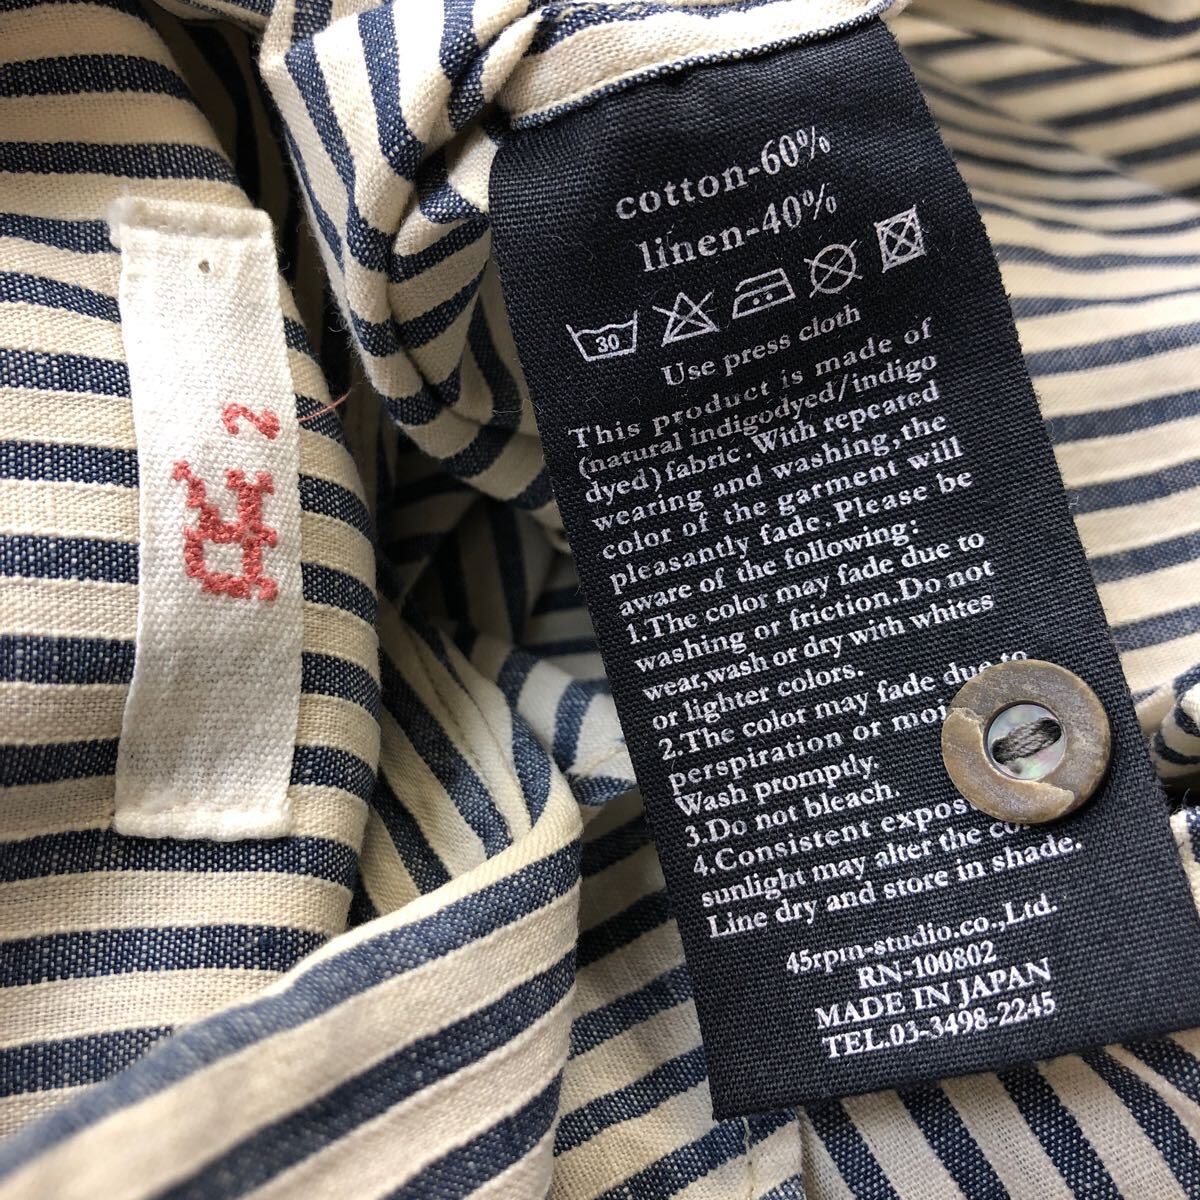 2
R
cotton-60%
linen-40%
30
Use press cloth
This product is made of
(natural indigodyed/indigo
dyed) fabric. With repeated
wearing and washing, the
color of the garment will
pleasantly fade. Please be
aware of the following:
1.The color may fade due to
washing or friction. Do not
wear, wash or dry with whites
or lighter colors.
2.The color may fade due to
perspiration or
Wash promptly.
3.Do not bleach.
4.Consistent
sunlight may alter the
Line dry and store in shade.
45rpm-studio.co.,Ltd.
RN-100802
MADE IN JAPAN
TEL.03-3498-2245